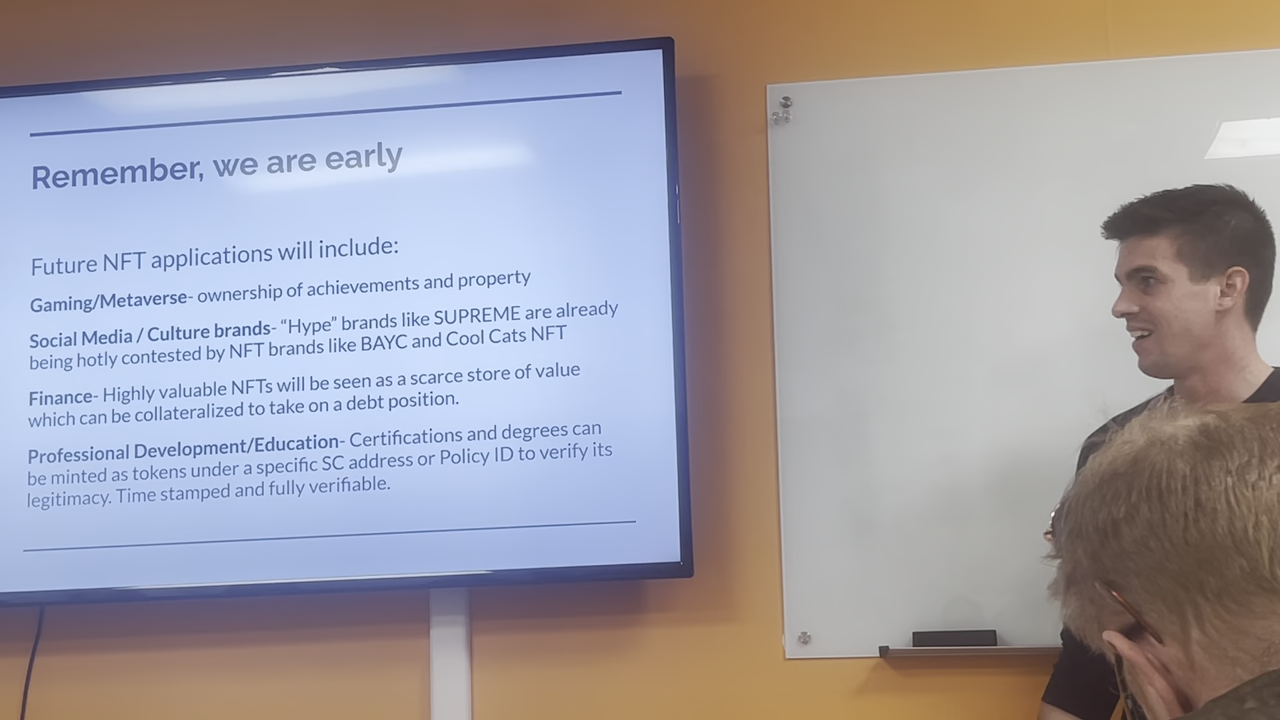 Remember, we are early
Future NFT applications will include:
Gaming/Metaverse- ownership of achievements and property
Social Media / Culture brands- “Hype” brands like SUPREME are already
being hotly contested by NFT brands like BAYC and Cool Cats NFT
Finance- Highly valuable NFTs will be seen as a scarce store of value
which can be collateralized to take on a debt position.
Professional Development/Education- Certifications and degrees can
be minted as tokens under a specific SC address or Policy ID to verify its
legitimacy. Time stamped and fully verifiable.